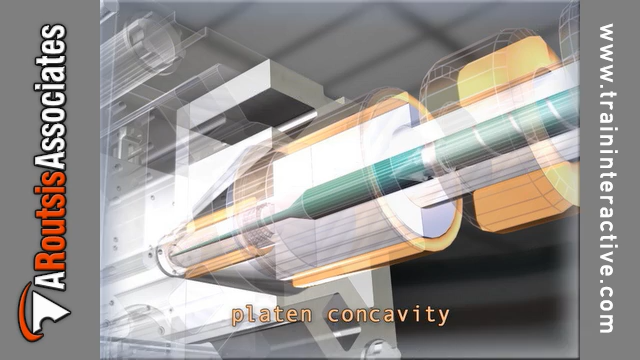 A Routsis Associates
platen concavity
www.traininteractive.com